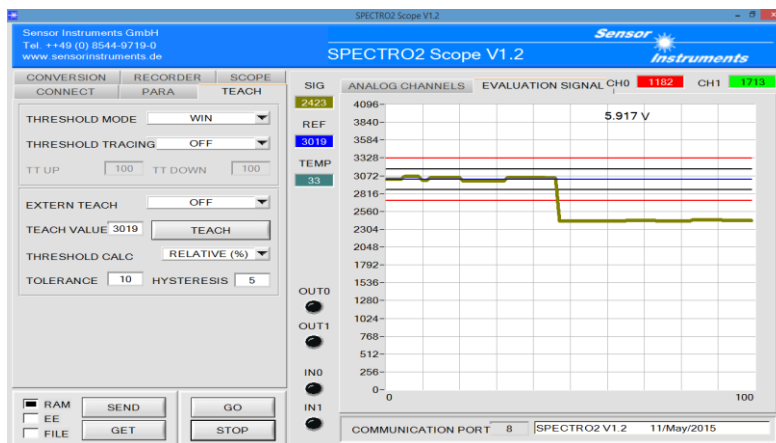 SPECTRO2 Scope V1.2
Sensor Instruments GmbH
Tel. ++49 (0) 8544-9719-0
www.sensorinstruments.de
SPECTRO2 Scope V1.2
Sensor
Instruments
CONVERSION RECORDER SCOPE
CONNECT PARA TEACH
THRESHOLD MODE WIN
THRESHOLD TRACING OFF
TT UP 100 TT DOWN 100
EXTERN TEACH OFF
TEACH VALUE 3019 TEACH
THRESHOLD CALC RELATIVE (%)
TOLERANCE 10 HYSTERESIS 5
RAM
EE
FILE
SEND GO
GET STOP
SIG
2423
REF
3019
TEMP
33
OUT0
OUT1
IN0
IN1
ANALOG CHANNELS EVALUATION SIGNAL CH0 1182 CH1 1713
5.917 V
4096
3840
3584
3328
3072
2816
2560
2304
2048
1792
1536
1280
1024
768
512
256
0
0 100
COMMUNICATION PORT 8 SPECTRO2 V1.2 11/May/2015